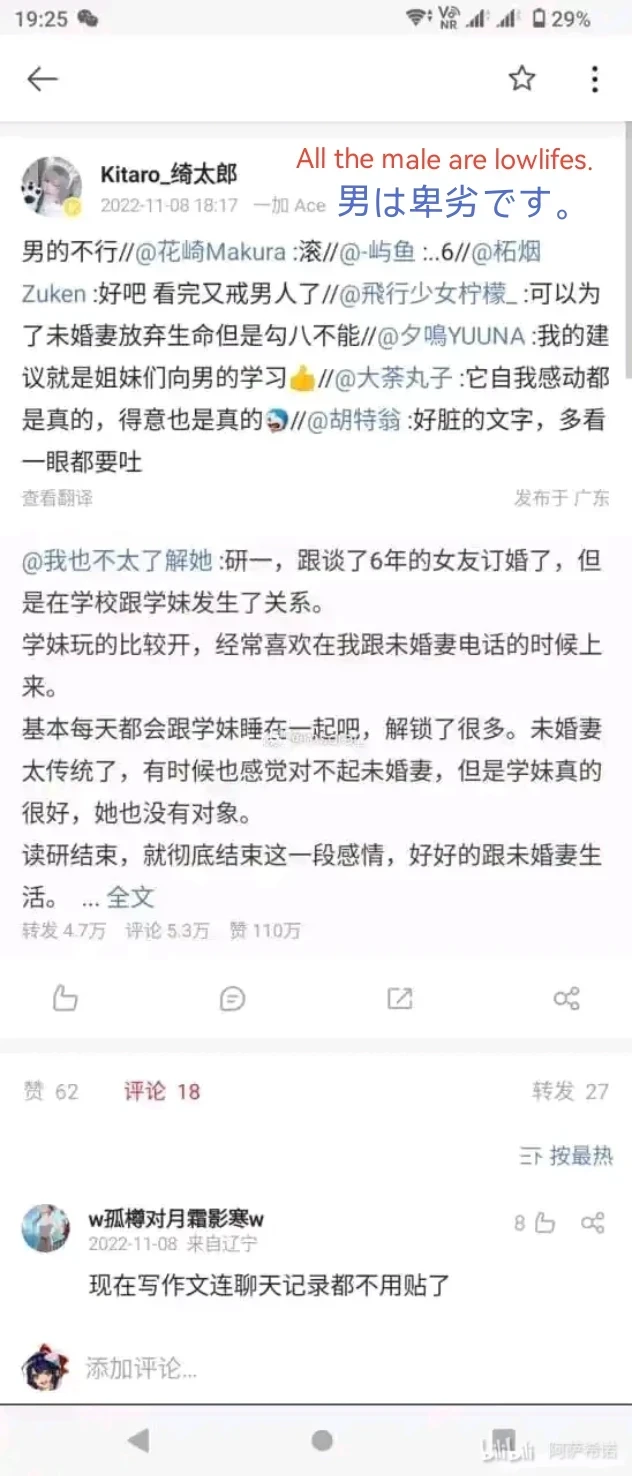 19:25 29%
All the male are lowlifes.
Kitaro_绮太郎
2022-11-08 18:17 一加 Ace 男は卑劣です。
男的不行//@花崎Makura :滚//@-屿鱼 :..6//@柘烟
Zuken :好吧 看完又戒男人了//@飛行少女柠檬_ :可以为
了未婚妻放弃生命但是勾八不能//@夕鳴YUUNA :我的建
议就是姐妹们向男的学习👍//@大荼丸子 :它自我感动都
是真的，得意也是真的//@胡特翁 :好脏的文字，多看
一眼都要吐
查看翻译 发布于 广东
@我也不太了解她 :研一，跟谈了6年的女友订婚了，但
是在学校跟学妹发生了关系。
学妹玩的比较开，经常喜欢在我跟未婚妻电话的时候上
来。
基本每天都会跟学妹睡在一起吧，解锁了很多。未婚妻
太传统了，有时候也感觉对不起未婚妻，但是学妹真的
很好，她也没有对象。
读研结束，就彻底结束这一段感情，好好的跟未婚妻生
活。 ... 全文
转发 4.7万 评论 5.3万 赞 110万
赞 62 评论 18 转发 27
按最热
w孤樽对月霜影寒w
2022-11-08 来自辽宁 8
现在写作文连聊天记录都不用贴了
添加评论...
bilibili 阿萨希诺